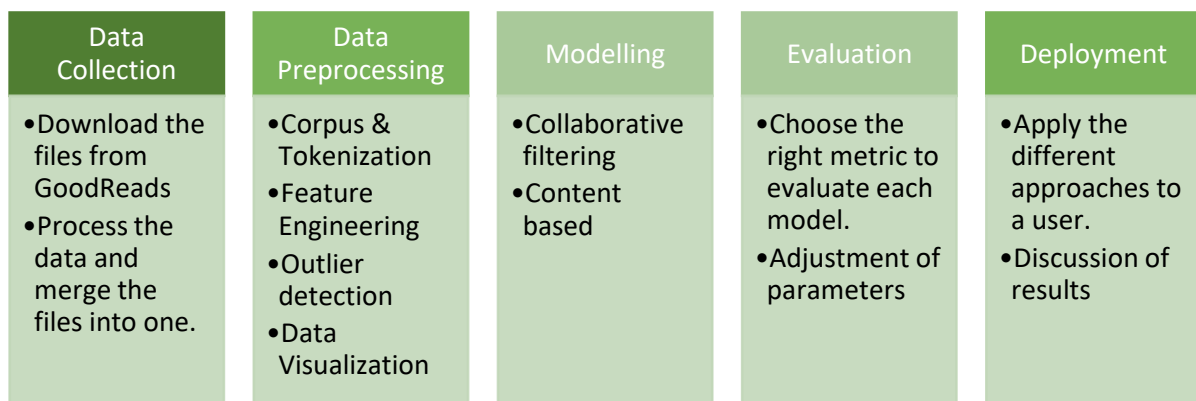 Data
Collection
•Download the
files from
GoodReads
•Process the
data and
merge the
files into one.
Data
Preprocessing
•Corpus &
Tokenization
•Feature
Engineering
•Outlier
detection
•Data
Visualization
Modelling
•Collaborative
filtering
•Content
based
Evaluation
•Choose the
right metric to
evaluate each
model.
•Adjustment of
parameters
Deployment
•Apply the
different
approaches to
a user.
•Discussion of
results